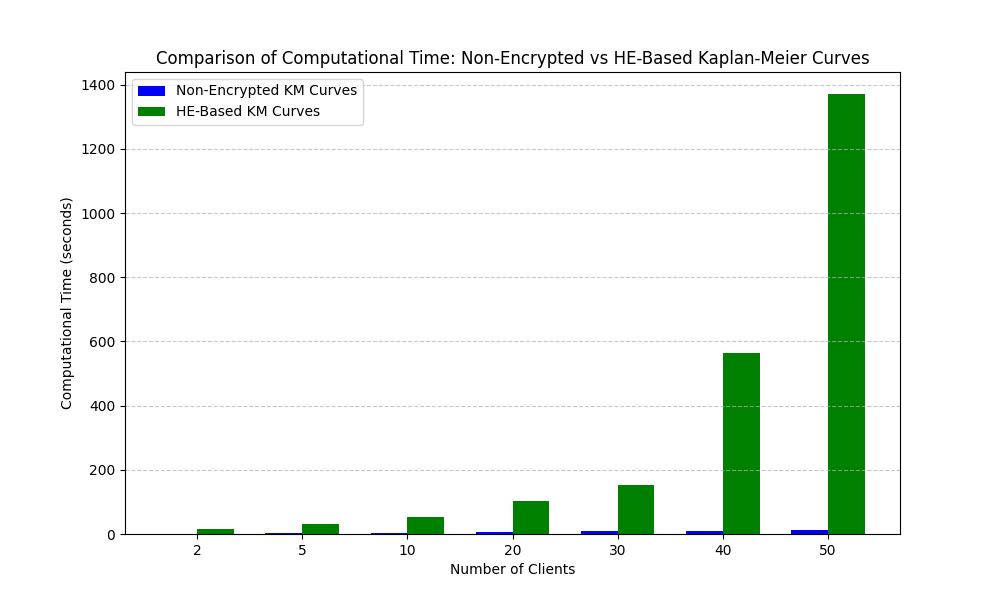 Comparison of Computational Time: Non-Encrypted vs HE-Based Kaplan-Meier Curves
Non-Encrypted KM Curves
HE-Based KM Curves
Computational Time (seconds)
1400
1200
1000
800
600
400
200
0
2 5 10 20 30 40 50
Number of Clients